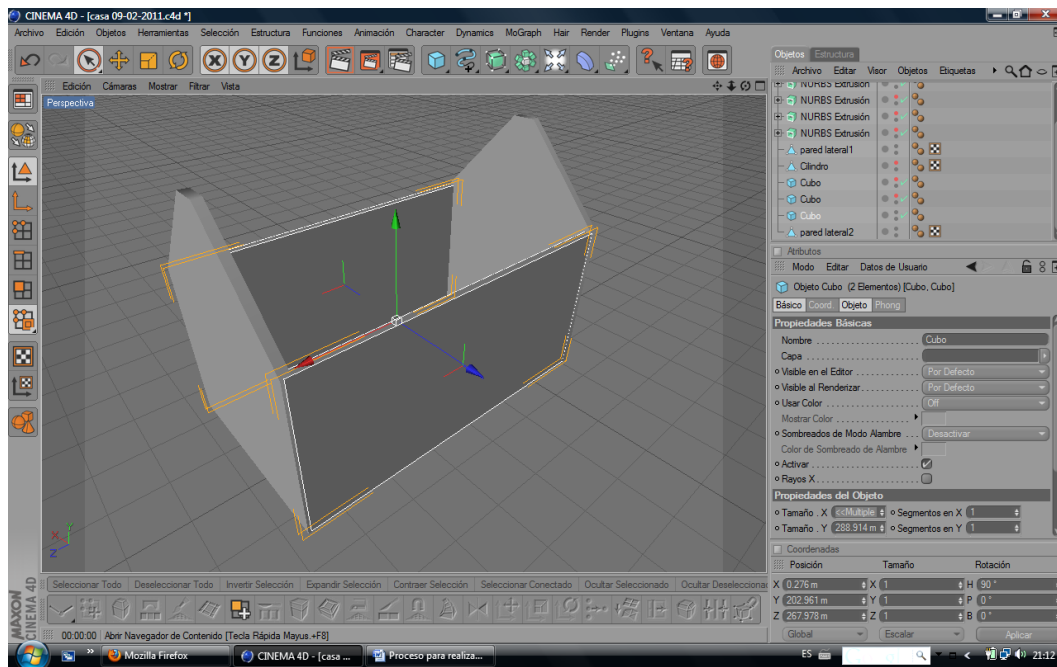 CINEMA 4D - [casa 09-02-2011.c4d *]
Archivo Edición Objetos Herramientas Selección Estructura Funciones Animación Character Dynamics MoGraph Hair Render Plugins Ventana Ayuda
Edición Cámaras Mostrar Filtrar Vista
Perspectiva
X Y Z
Objetos Estructura
Archivo Editar Visor Objetos Etiquetas
NURBS Extrusión
NURBS Extrusión
NURBS Extrusión
NURBS Extrusión
pared lateral1
Cilindro
Cubo
Cubo
Cubo
pared lateral2
Atributos
Modo Editar Datos de Usuario
Objeto Cubo (2 Elementos) [Cubo, Cubo]
Básico Coord. Objeto Phong
Propiedades Básicas
Nombre Cubo
Capa
Visible en el Editor Por Defecto
Visible al Renderizar Por Defecto
Usar Color Off
Mostrar Color
Sombreados de Modo Alambre Desactivar
Color de Sombreado de Alambre
Activar
Rayos X
Propiedades del Objeto
Tamaño . X <<Multiple Segmentos en X 1
Tamaño . Y 288.914 m Segmentos en Y 1
Coordenadas
Posición Tamaño Rotación
X 0.276 m X 1 H 90 °
Y 202.961 m Y 1 P 0 °
Z 267.978 m Z 1 B 0 °
Global Escalar Aplicar
X Y Z
Seleccionar Todo Deseleccionar Todo Invertir Selección Expandir Selección Contraer Selección Seleccionar Conectado Ocultar Seleccionado Ocultar Deselecciona
MAXON CINEMA 4D
00:00:00 Abrir Navegador de Contenido [Tecla Rápida Mayus.+F8]
Mozilla Firefox CINEMA 4D - [casa ... Proceso para realiza... ES 21:12